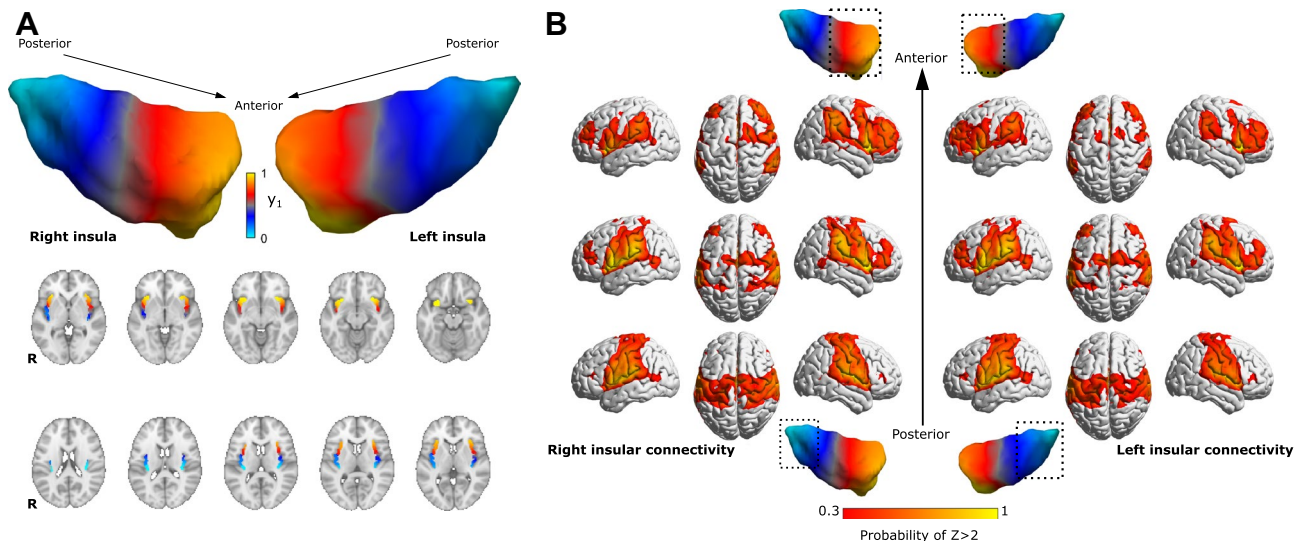 A
Posterior
Posterior
Anterior
1
y₁
0
Right insula
Left insula
R
R
B
Anterior
Posterior
Right insular connectivity
Left insular connectivity
0.3
1
Probability of Z>2